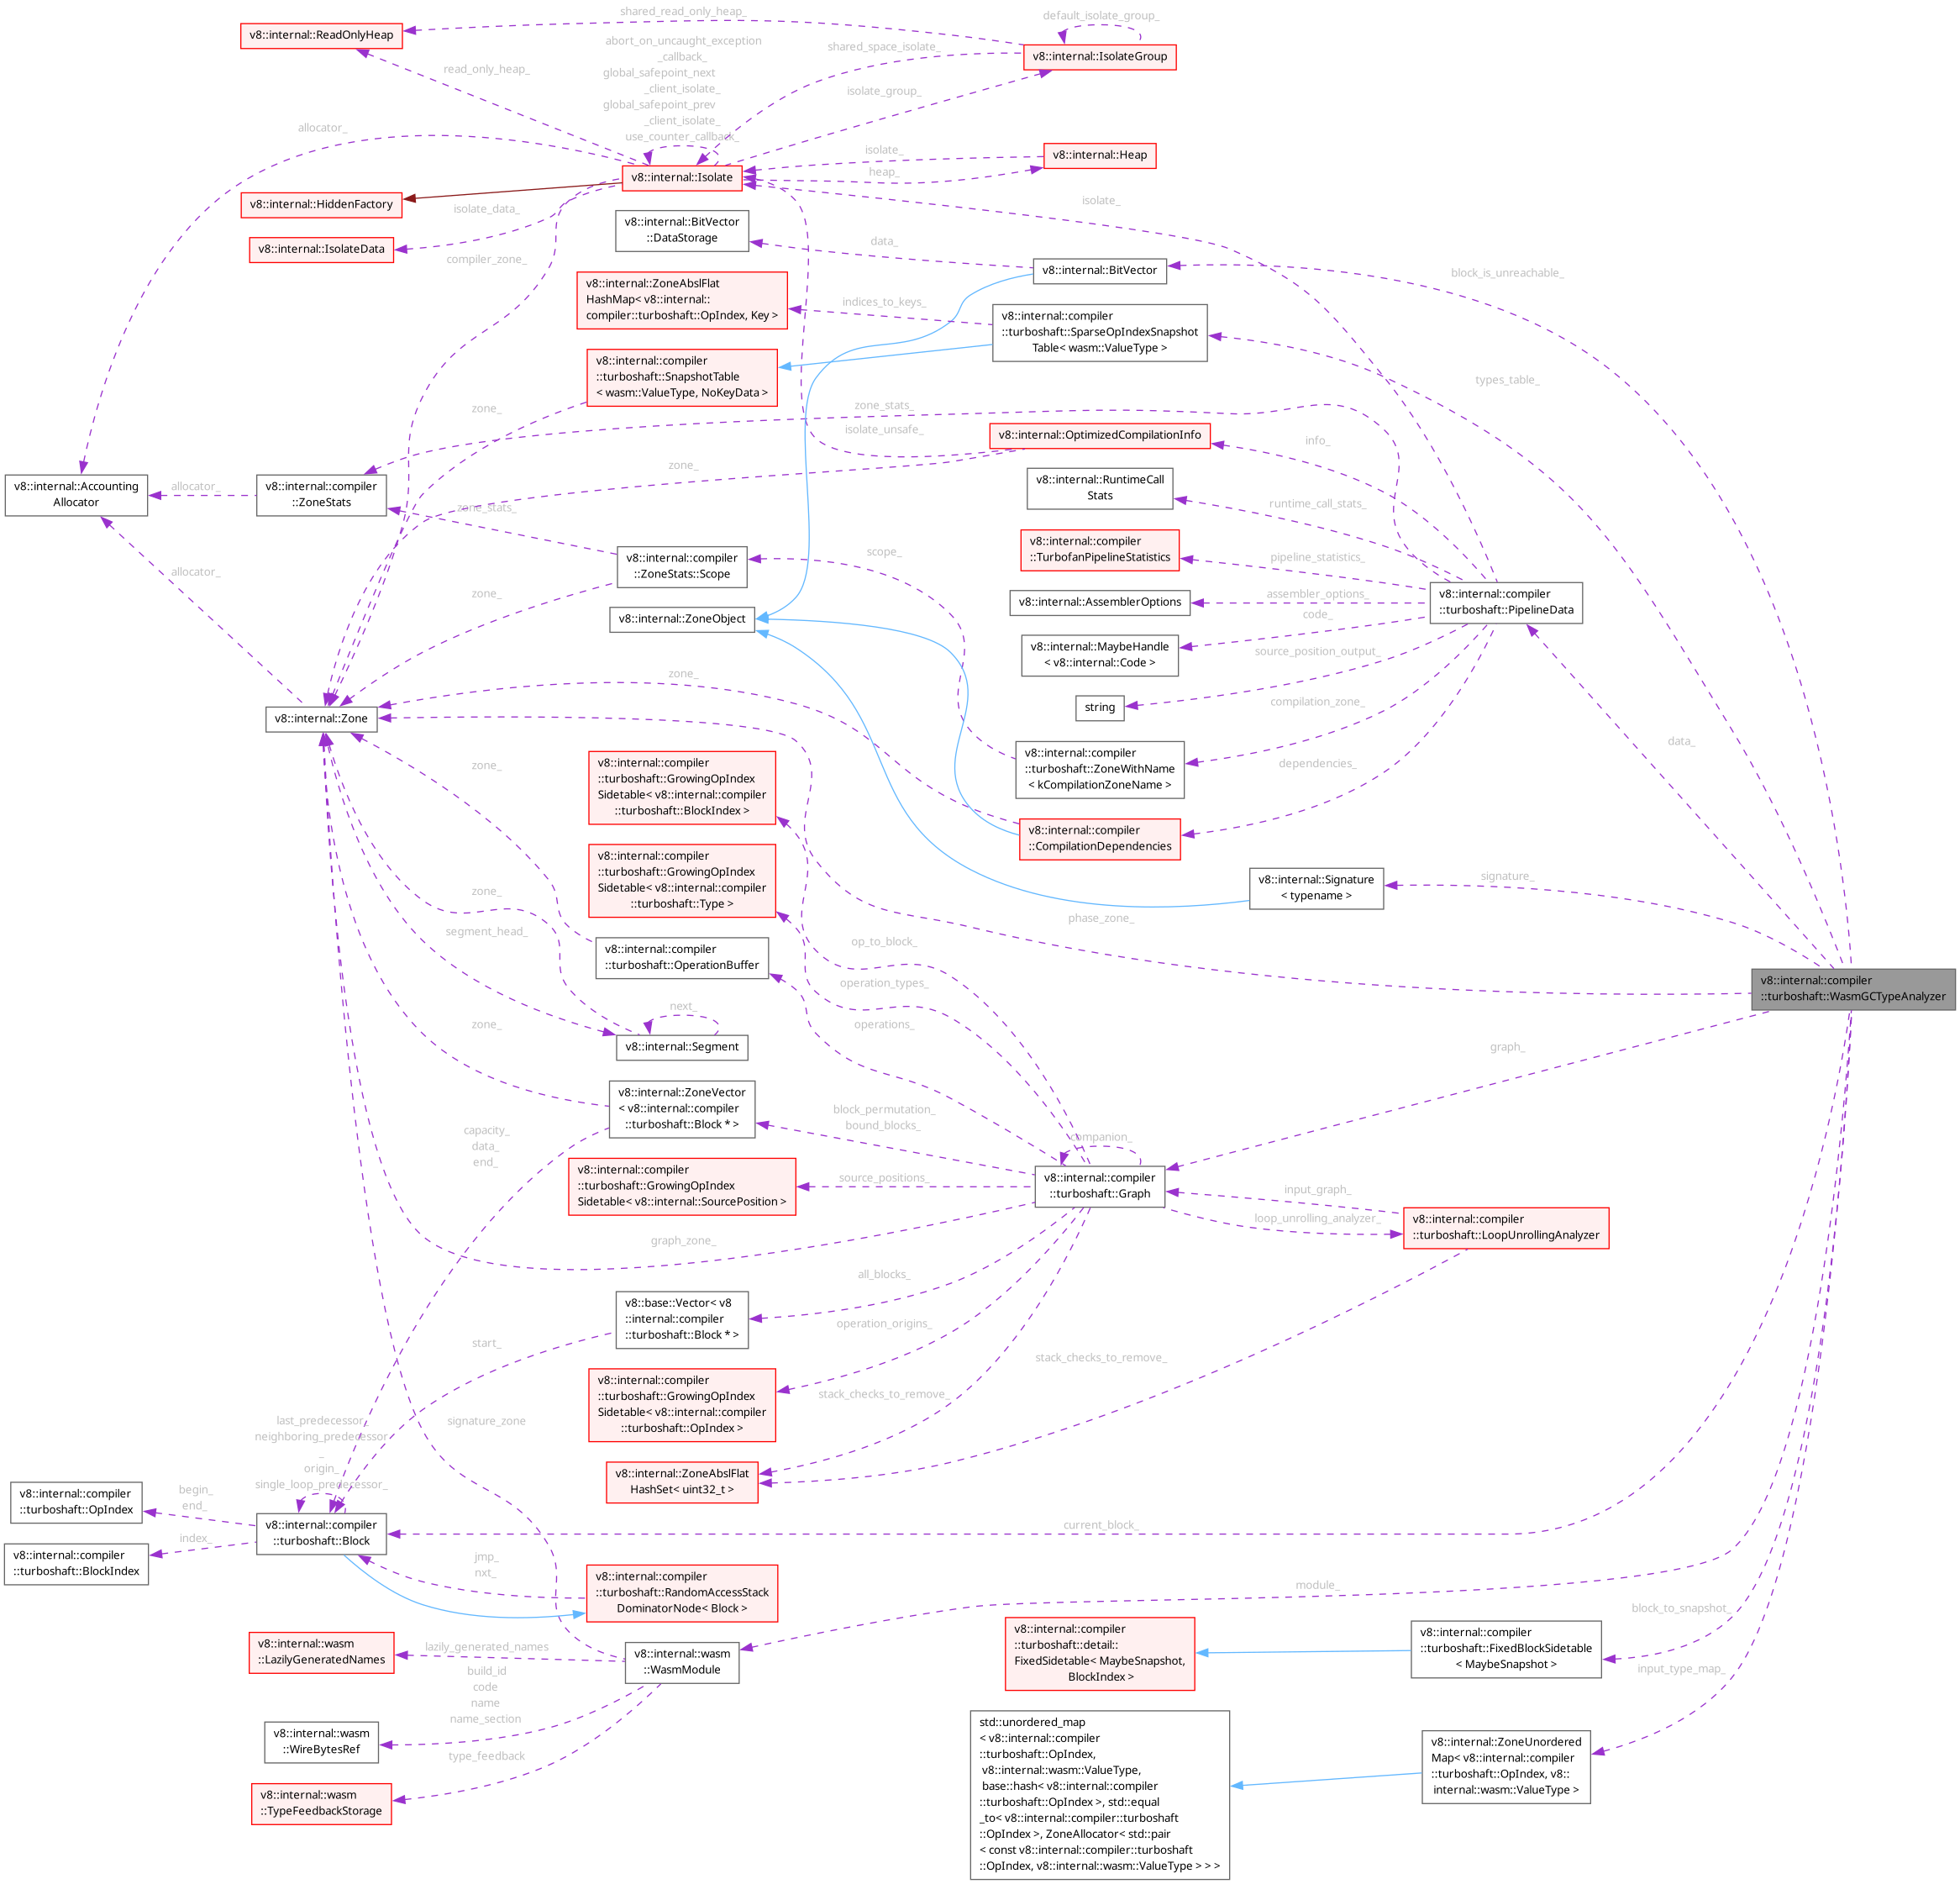 shared_read_only_heap_
default_isolate_group_
v8::internal::ReadOnlyHeap
abort_on_uncaught_exception
_callback_
global_safepoint_next
_client_isolate_
global_safepoint_prev
_client_isolate_
use_counter_callback_
shared_space_isolate_
v8::internal::IsolateGroup
read_only_heap_
isolate_group_
allocator_
isolate_
v8::internal::Heap
heap_
v8::internal::Isolate
v8::internal::HiddenFactory
isolate_data_
isolate_
v8::internal::BitVector
::DataStorage
v8::internal::IsolateData
compiler_zone_
data_
v8::internal::BitVector
block_is_unreachable_
v8::internal::ZoneAbslFlat
HashMap< v8::internal::
compiler::turboshaft::OpIndex, Key >
indices_to_keys_
v8::internal::compiler
::turboshaft::SparseOpIndexSnapshot
Table< wasm::ValueType >
v8::internal::compiler
::turboshaft::SnapshotTable
< wasm::ValueType, NoKeyData >
types_table_
zone_
zone_stats_
isolate_unsafe_
v8::internal::OptimizedCompilationInfo
info_
zone_
v8::internal::Accounting
Allocator
allocator_
v8::internal::compiler
::ZoneStats
zone_stats_
v8::internal::RuntimeCall
Stats
runtime_call_stats_
v8::internal::compiler
::TurbofanPipelineStatistics
pipeline_statistics_
allocator_
v8::internal::compiler
::ZoneStats::Scope
scope_
zone_
v8::internal::AssemblerOptions
assembler_options_
code_
v8::internal::compiler
::turboshaft::PipelineData
v8::internal::ZoneObject
v8::internal::MaybeHandle
< v8::internal::Code >
source_position_output_
zone_
string
compilation_zone_
v8::internal::Zone
data_
v8::internal::compiler
::turboshaft::ZoneWithName
< kCompilationZoneName >
dependencies_
zone_
v8::internal::compiler
::turboshaft::GrowingOpIndex
Sidetable< v8::internal::compiler
::turboshaft::BlockIndex >
v8::internal::compiler
::CompilationDependencies
v8::internal::compiler
::turboshaft::GrowingOpIndex
Sidetable< v8::internal::compiler
::turboshaft::Type >
v8::internal::Signature
< typename >
signature_
zone_
phase_zone_
segment_head_
v8::internal::compiler
::turboshaft::OperationBuffer
op_to_block_
operation_types_
operations_
v8::internal::compiler
::turboshaft::WasmGCTypeAnalyzer
next_
v8::internal::Segment
zone_
graph_
v8::internal::ZoneVector
< v8::internal::compiler
::turboshaft::Block * >
block_permutation_
bound_blocks_
companion_
capacity_
data_
end_
v8::internal::compiler
::turboshaft::GrowingOpIndex
Sidetable< v8::internal::SourcePosition >
source_positions_
v8::internal::compiler
::turboshaft::Graph
input_graph_
loop_unrolling_analyzer_
v8::internal::compiler
::turboshaft::LoopUnrollingAnalyzer
graph_zone_
all_blocks_
v8::base::Vector< v8
::internal::compiler
::turboshaft::Block * >
start_
operation_origins_
stack_checks_to_remove_
v8::internal::compiler
::turboshaft::GrowingOpIndex
Sidetable< v8::internal::compiler
::turboshaft::OpIndex >
stack_checks_to_remove_
signature_zone
last_predecessor_
neighboring_predecessor
_
origin_
single_loop_predecessor_
v8::internal::ZoneAbslFlat
HashSet< uint32_t >
v8::internal::compiler
::turboshaft::OpIndex
begin_
end_
v8::internal::compiler
::turboshaft::Block
current_block_
index_
v8::internal::compiler
::turboshaft::BlockIndex
jmp_
nxt_
v8::internal::compiler
::turboshaft::RandomAccessStack
DominatorNode< Block >
module_
v8::internal::wasm
::LazilyGeneratedNames
lazily_generated_names
v8::internal::wasm
::WasmModule
v8::internal::compiler
::turboshaft::detail::
FixedSidetable< MaybeSnapshot,
BlockIndex >
v8::internal::compiler
::turboshaft::FixedBlockSidetable
< MaybeSnapshot >
block_to_snapshot_
input_type_map_
build_id
code
name
name_section
v8::internal::wasm
::WireBytesRef
type_feedback
v8::internal::wasm
::TypeFeedbackStorage
std::unordered_map
< v8::internal::compiler
::turboshaft::OpIndex,
v8::internal::wasm::ValueType,
base::hash< v8::internal::compiler
::turboshaft::OpIndex >, std::equal
_to< v8::internal::compiler::turboshaft
::OpIndex >, ZoneAllocator< std::pair
< const v8::internal::compiler::turboshaft
::OpIndex, v8::internal::wasm::ValueType > > >
v8::internal::ZoneUnordered
Map< v8::internal::compiler
::turboshaft::OpIndex, v8::
internal::wasm::ValueType >